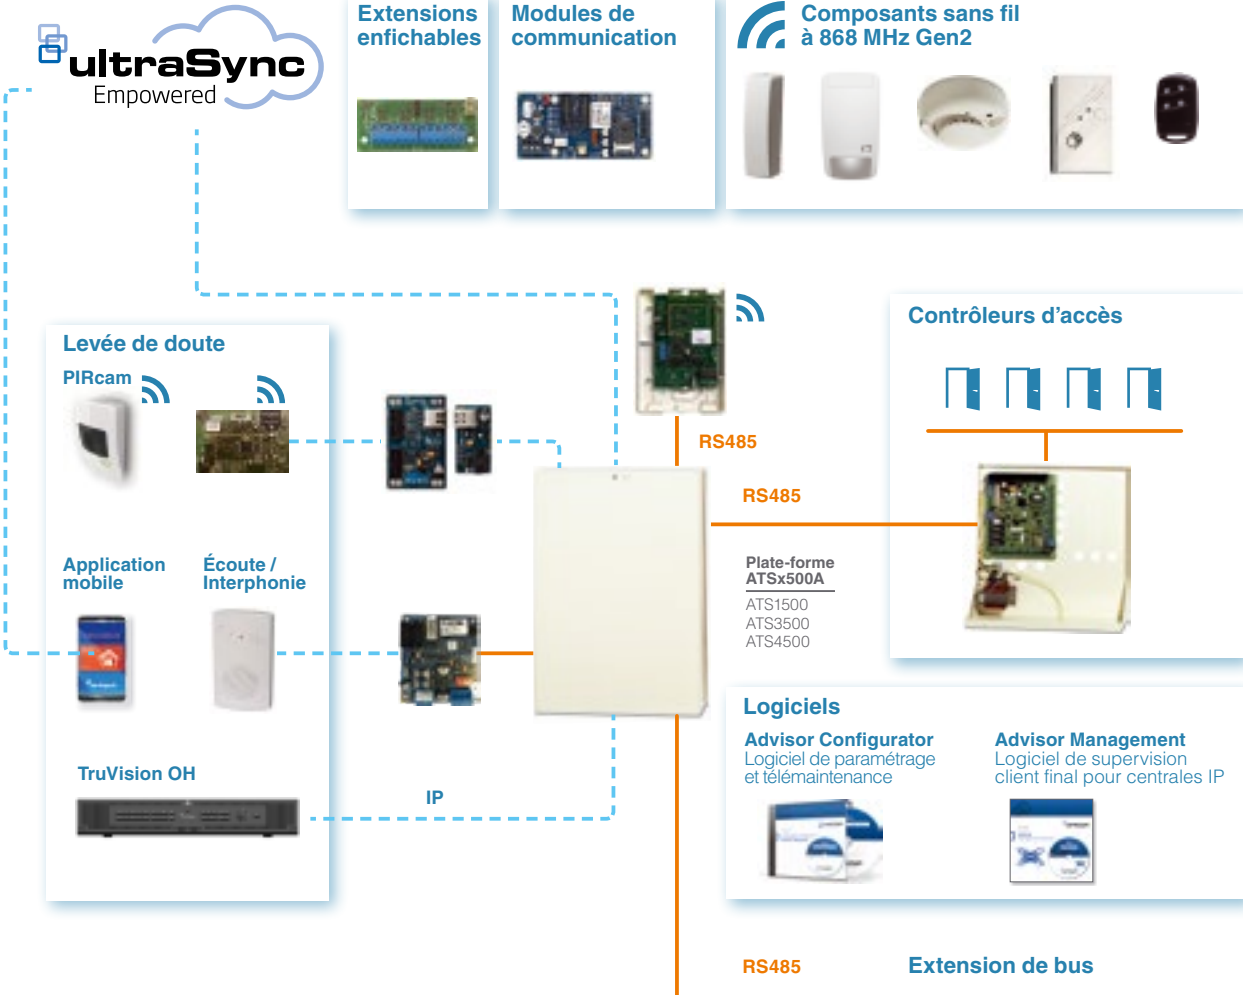 ultraSync
Empowered
Extensions
enfichables
Modules de
communication
Composants sans fil
à 868 MHz Gen2
Levée de doute
PIRcam
Application
mobile
Écoute /
Interphonie
TruVision OH
IP
RS485
RS485
Plate-forme
ATSx500A
ATS1500
ATS3500
ATS4500
Contrôleurs d'accès
Logiciels
Advisor Configurator
Logiciel de paramétrage
et télémaintenance
Advisor Management
Logiciel de supervision
client final pour centrales IP
RS485
Extension de bus